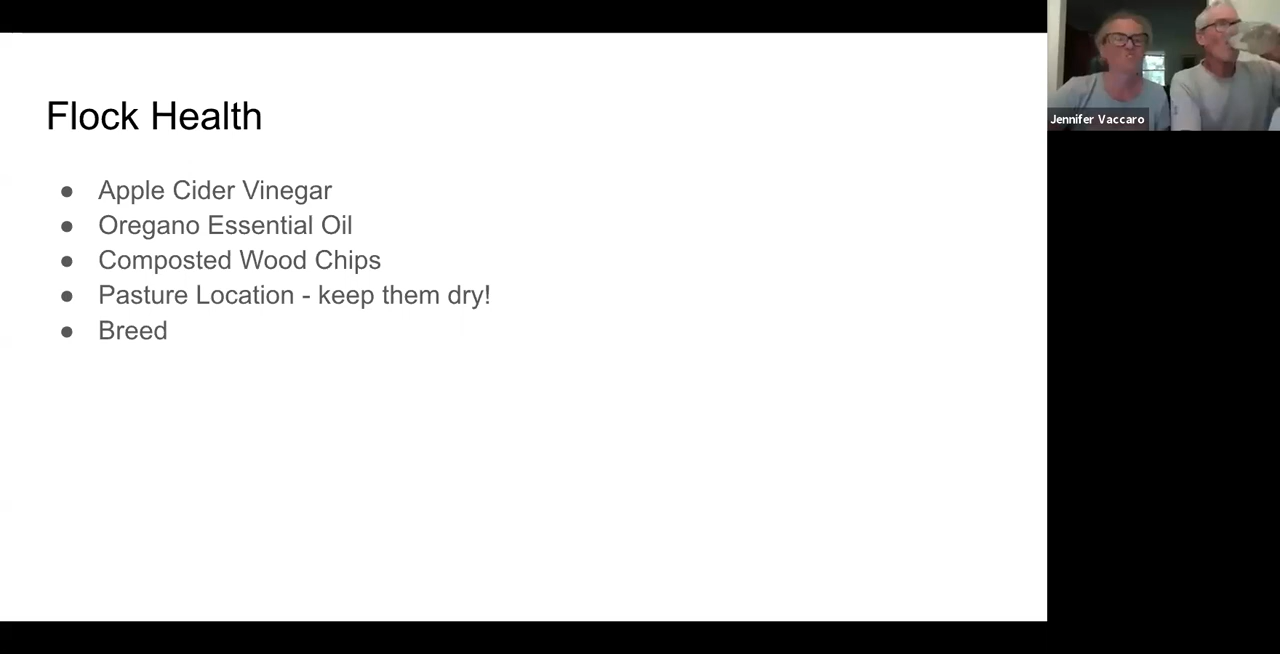 Flock Health
● Apple Cider Vinegar
● Oregano Essential Oil
● Composted Wood Chips
● Pasture Location - keep them dry!
● Breed
Jennifer Vaccaro